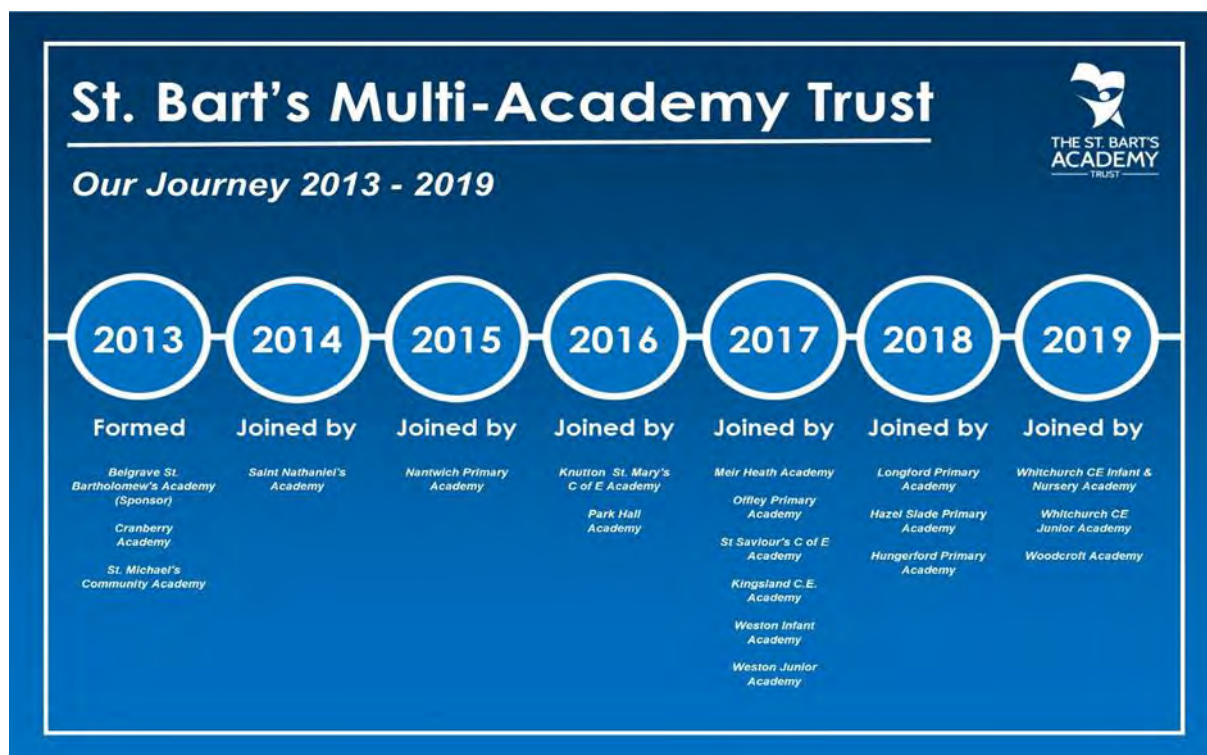 St. Bart's Multi-Academy Trust
Our Journey 2013 - 2019
THE ST. BART'S
ACADEMY
TRUST
2013
Formed
Belgrave St.
Bartholomew's Academy
(Sponsor)
Cranberry
Academy
St. Michael's
Community Academy
2014
Joined by
Saint Nathaniel's
Academy
2015
Joined by
Nantwich Primary
Academy
2016
Joined by
Knutton St. Mary's
C of E Academy
Park Hall
Academy
2017
Joined by
Meir Heath Academy
Offley Primary
Academy
St Saviour's C of E
Academy
Kingsland C.E.
Academy
Weston Infant
Academy
Weston Junior
Academy
2018
Joined by
Longford Primary
Academy
Hazel Slade Primary
Academy
Hungerford Primary
Academy
2019
Joined by
Whitchurch CE Infant &
Nursery Academy
Whitchurch CE
Junior Academy
Woodcroft Academy